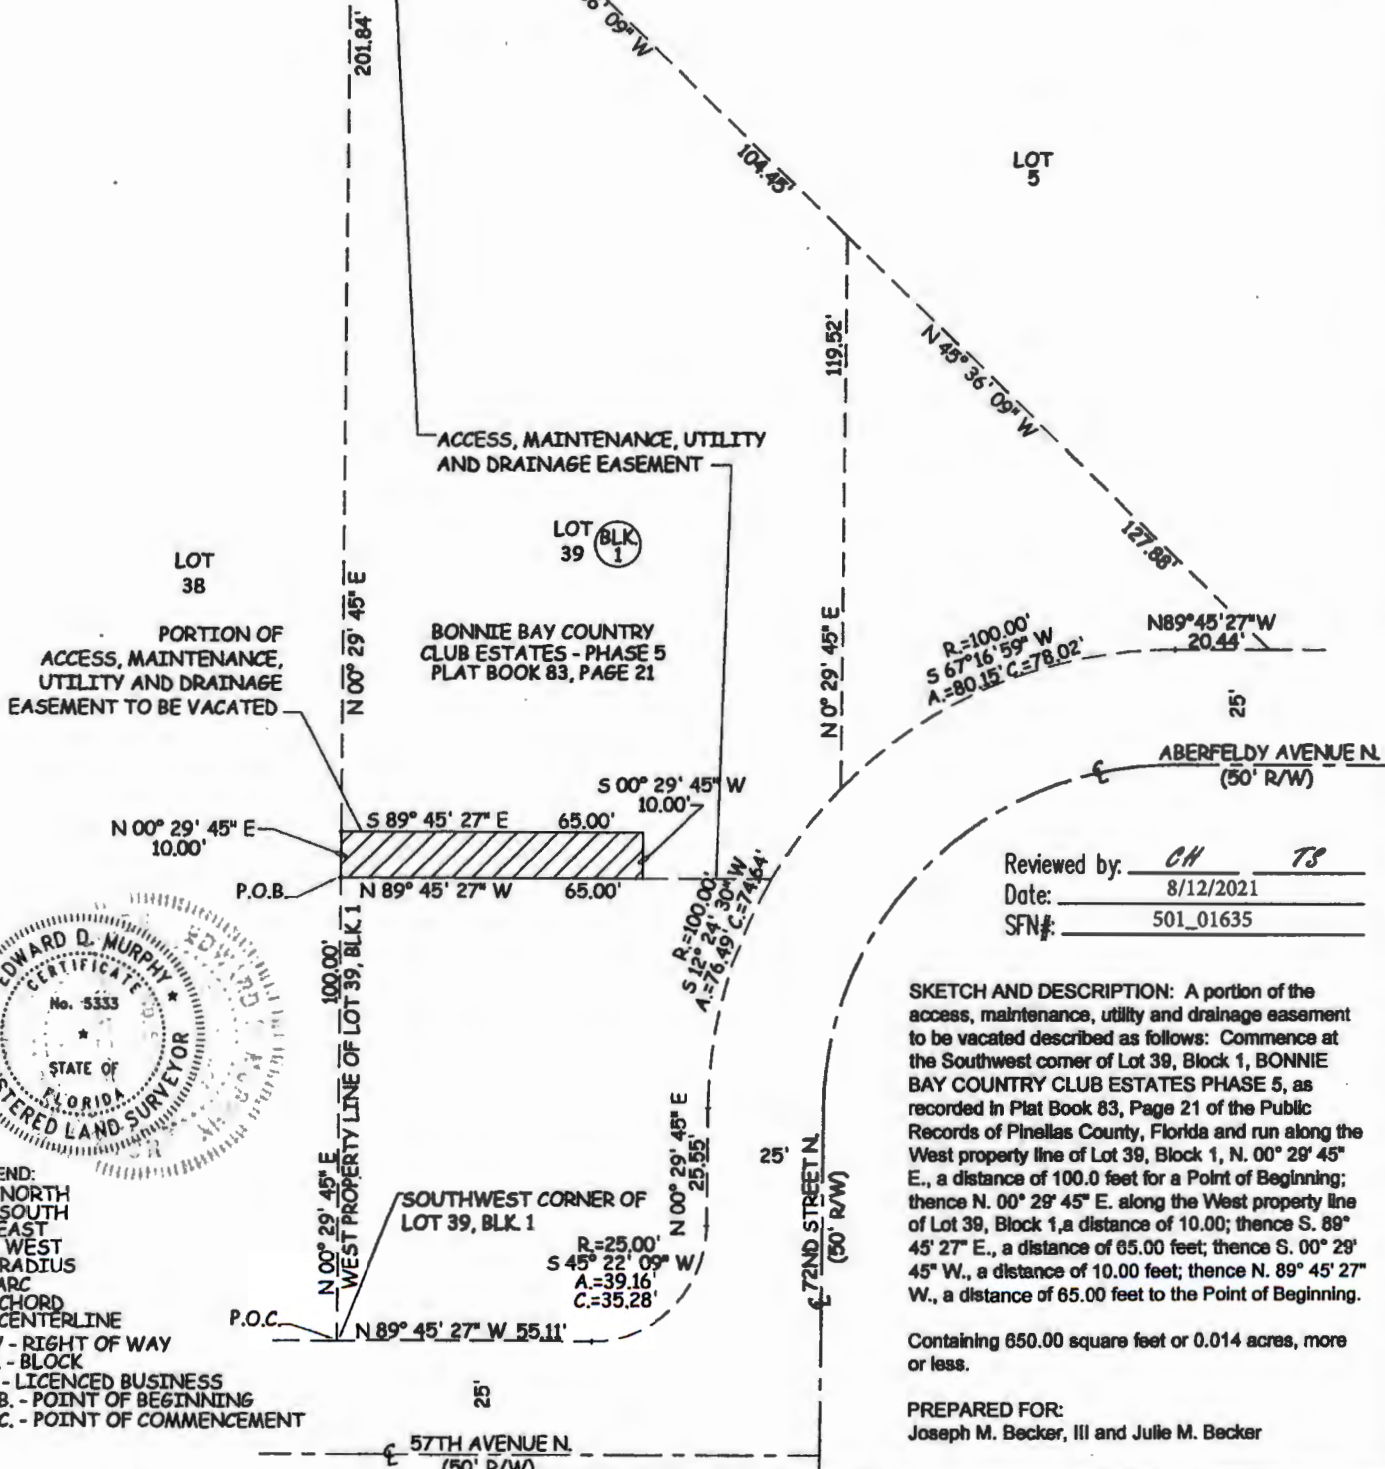 201.84'
09" W
104.45'
LOT
5
119.52'
N 45° 36' 09" W
127.88'
ACCESS, MAINTENANCE, UTILITY
AND DRAINAGE EASEMENT
LOT
39
BLK.
1
LOT
38
N 00° 29' 45" E
BONNIE BAY COUNTRY
CLUB ESTATES - PHASE 5
PLAT BOOK 83, PAGE 21
PORTION OF
ACCESS, MAINTENANCE,
UTILITY AND DRAINAGE
EASEMENT TO BE VACATED
N 0° 29' 45" E
R.=100.00'
S 67°16'59" W
A.=80.15' C.=78.02'
N89°45'27"W
20.44'
25'
ABERFELDY AVENUE N.
(50' R/W)
S 00° 29' 45" W
10.00'
S 89° 45' 27" E 65.00'
N 00° 29' 45" E
10.00'
P.O.B.
N 89° 45' 27" W 65.00'
R.=100.00'
S 12° 24' 30" W
A.=76.49' C.=74.64'
Reviewed by: CH TS
Date: 8/12/2021
SFN#: 501_01635
EDWARD D. MURPHY
CERTIFICATE
No. 5333
STATE OF
FLORIDA
STERED LAND SURVEYOR
N 00° 29' 45" E 100.00'
WEST PROPERTY LINE OF LOT 39, BLK. 1
N 00° 29' 45" E
25.55'
25'
72ND STREET N.
(50' R/W)
SOUTHWEST CORNER OF
LOT 39, BLK. 1
R.=25.00'
S 45° 22' 09" W
A.=39.16'
C.=35.28'
P.O.C.
N 89° 45' 27" W 55.11'
25'
57TH AVENUE N.
(50' R/W)
END:
NORTH
SOUTH
EAST
WEST
RADIUS
ARC
CHORD
CENTERLINE
- RIGHT OF WAY
- BLOCK
- LICENCED BUSINESS
B. - POINT OF BEGINNING
C. - POINT OF COMMENCEMENT
SKETCH AND DESCRIPTION: A portion of the
access, maintenance, utility and drainage easement
to be vacated described as follows: Commence at
the Southwest corner of Lot 39, Block 1, BONNIE
BAY COUNTRY CLUB ESTATES PHASE 5, as
recorded in Plat Book 83, Page 21 of the Public
Records of Pinellas County, Florida and run along the
West property line of Lot 39, Block 1, N. 00° 29' 45"
E., a distance of 100.0 feet for a Point of Beginning;
thence N. 00° 29' 45" E. along the West property line
of Lot 39, Block 1,a distance of 10.00; thence S. 89°
45' 27" E., a distance of 65.00 feet; thence S. 00° 29'
45" W., a distance of 10.00 feet; thence N. 89° 45' 27"
W., a distance of 65.00 feet to the Point of Beginning.
Containing 650.00 square feet or 0.014 acres, more
or less.
PREPARED FOR:
Joseph M. Becker, III and Julie M. Becker